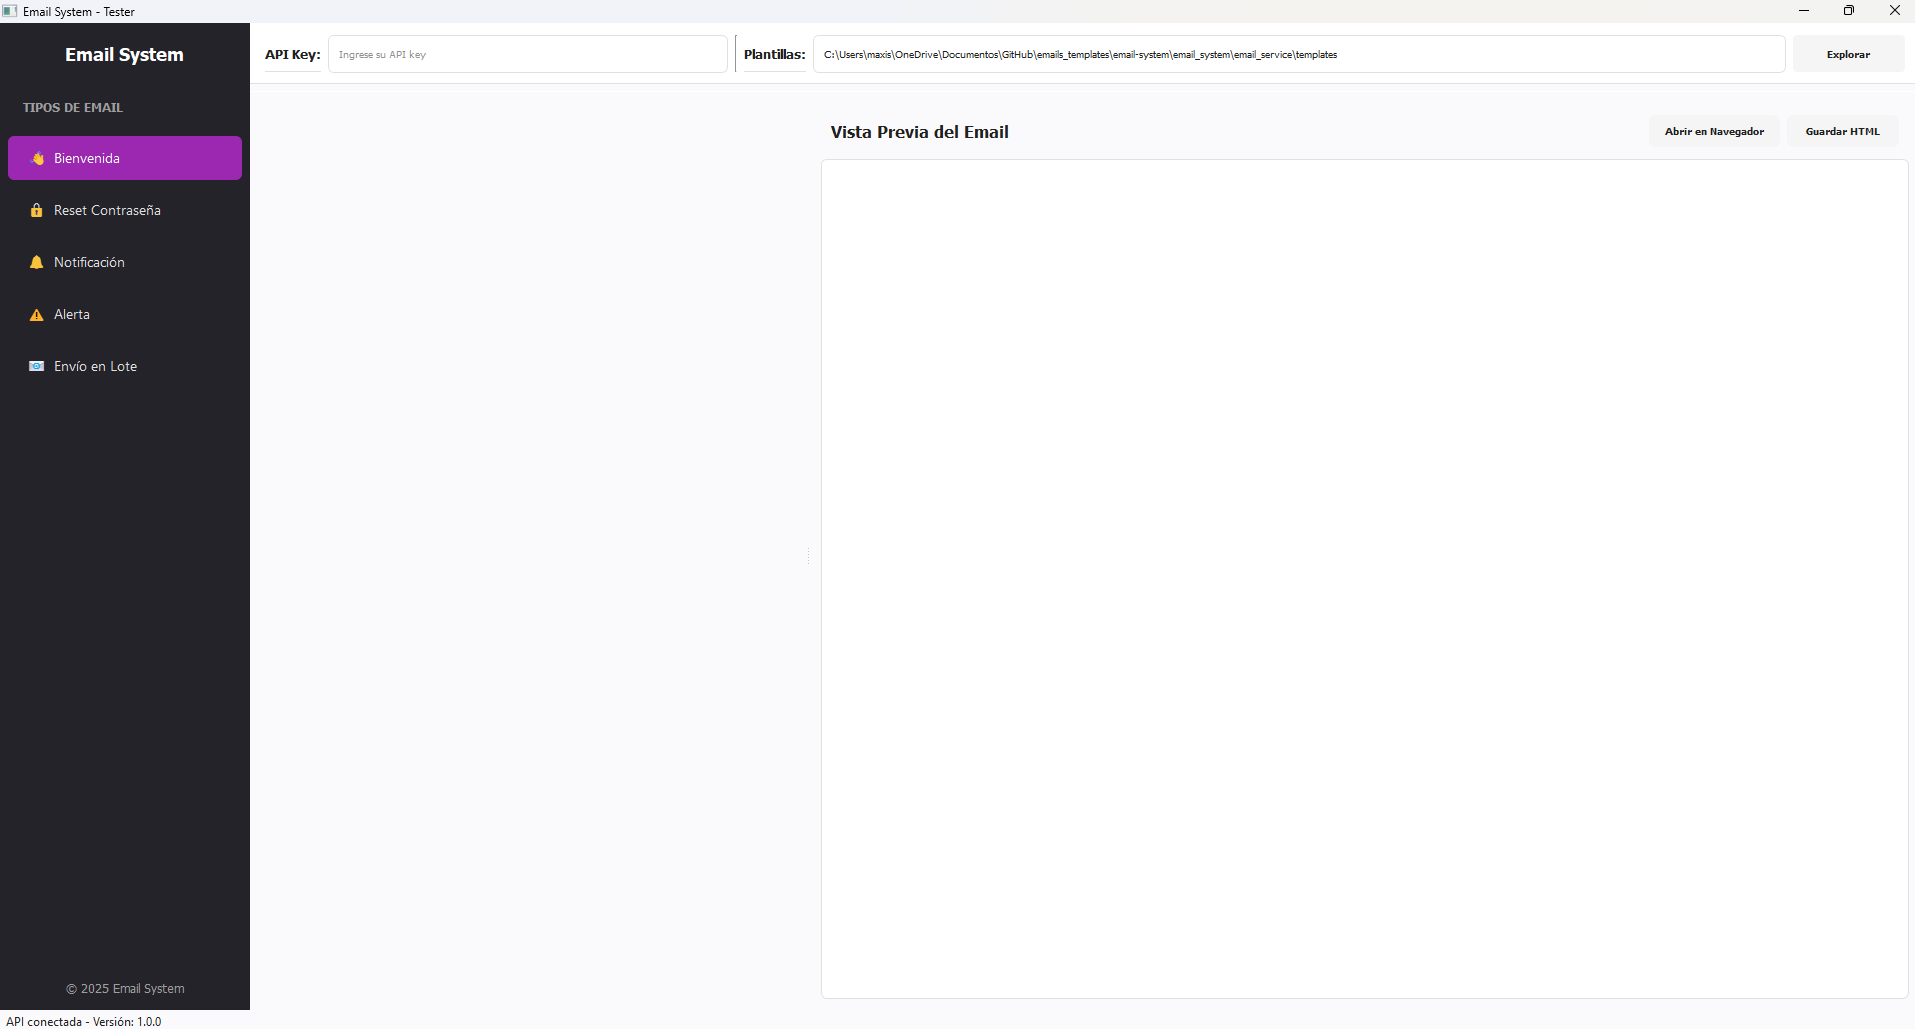 Email System - Tester
Email System
API Key:
Ingrese su API key
Plantillas:
C:\Users\maxis\OneDrive\Documentos\GitHub\emails_templates\email-system\email_system\email_service\templates
Explorar
TIPOS DE EMAIL
Bienvenida
Reset Contraseña
Notificación
Alerta
Envío en Lote
Vista Previa del Email
Abrir en Navegador
Guardar HTML
© 2025 Email System
API conectada - Versión: 1.0.0